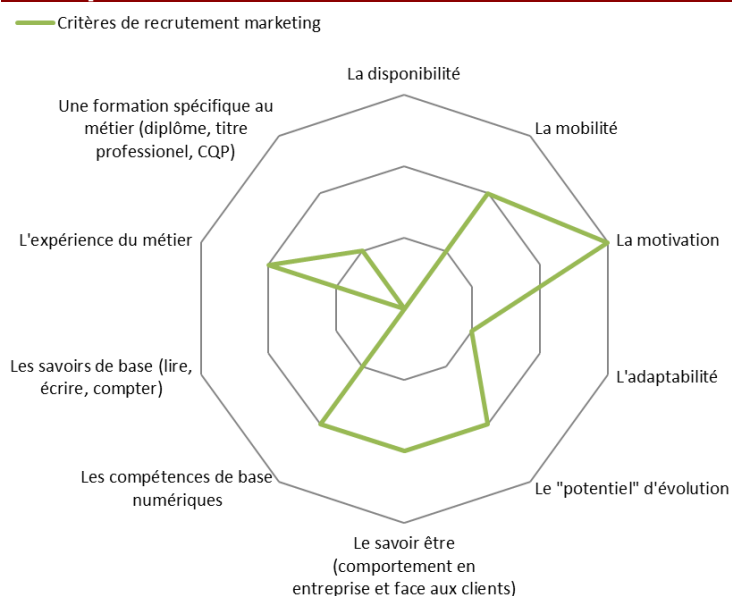 Critères de recrutement marketing
La disponibilité
Une formation spécifique au
métier (diplôme, titre
professionel, CQP)
La mobilité
L'expérience du métier
La motivation
Les savoirs de base (lire,
écrire, compter)
L'adaptabilité
Les compétences de base
numériques
Le "potentiel" d'évolution
Le savoir être
(comportement en
entreprise et face aux clients)